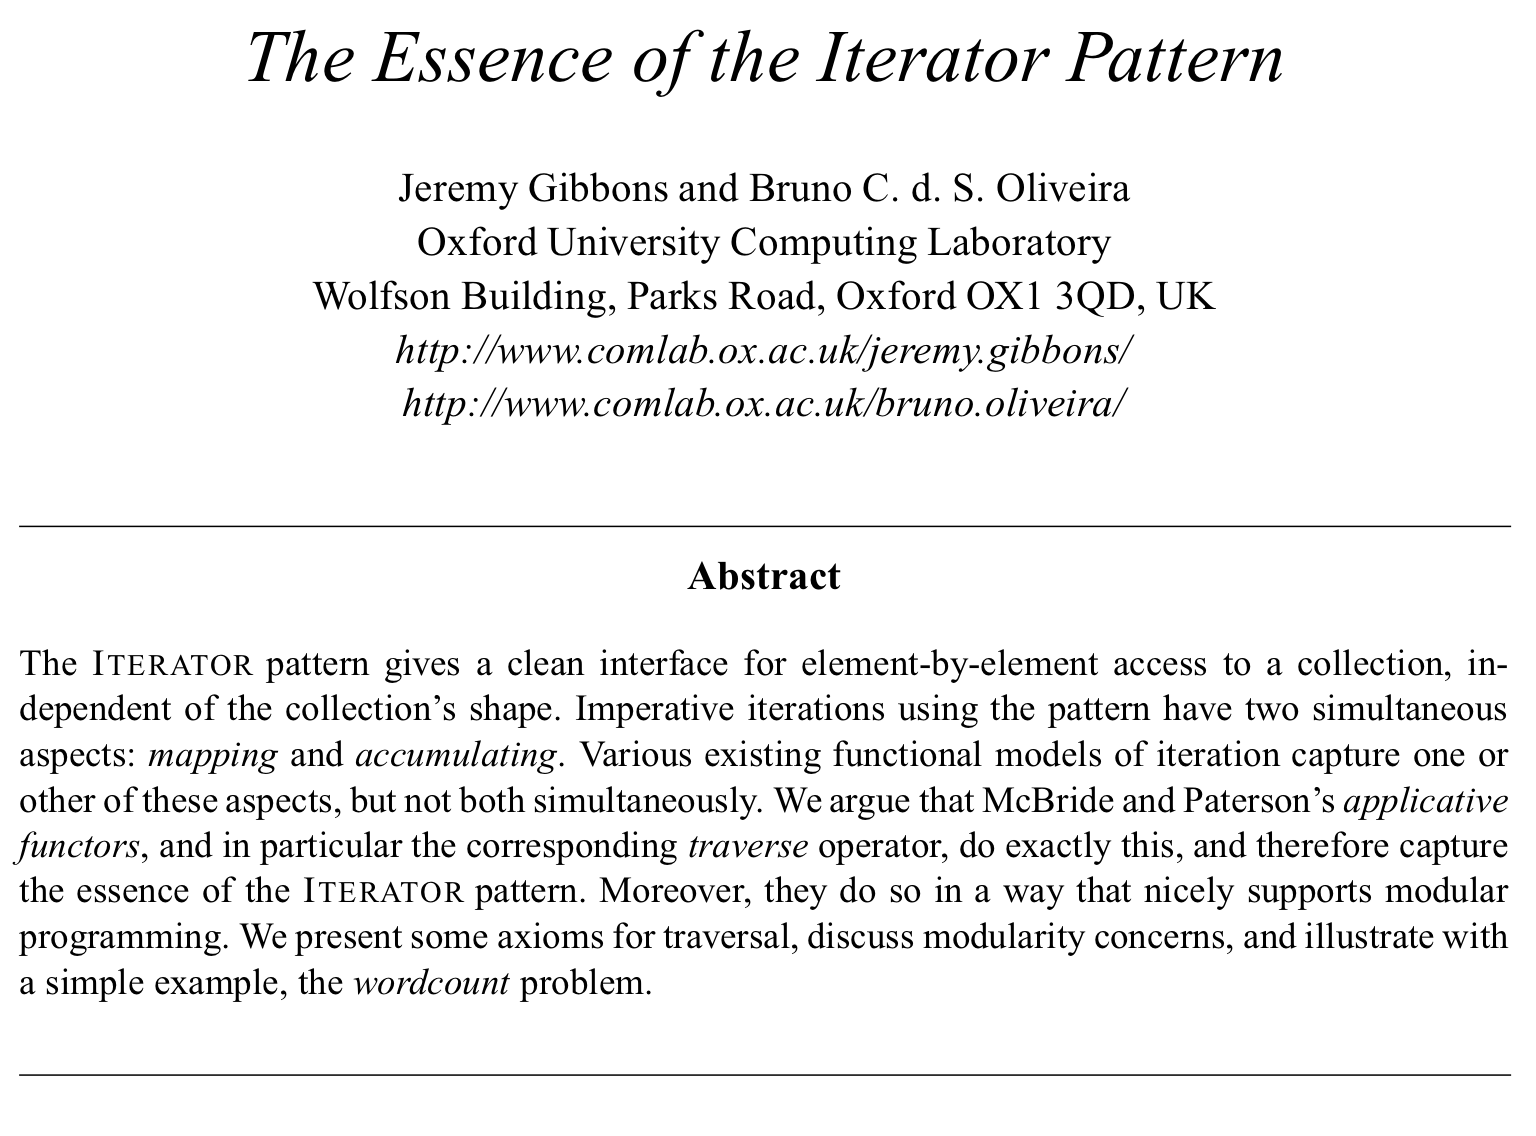 The Essence of the Iterator Pattern
Jeremy Gibbons and Bruno C. d. S. Oliveira
Oxford University Computing Laboratory
Wolfson Building, Parks Road, Oxford OX1 3QD, UK
http://www.comlab.ox.ac.uk/jeremy.gibbons/
http://www.comlab.ox.ac.uk/bruno.oliveira/
Abstract
The ITERATOR pattern gives a clean interface for element-by-element access to a collection, in-
dependent of the collection's shape. Imperative iterations using the pattern have two simultaneous
aspects: mapping and accumulating. Various existing functional models of iteration capture one or
other of these aspects, but not both simultaneously. We argue that McBride and Paterson's applicative
functors, and in particular the corresponding traverse operator, do exactly this, and therefore capture
the essence of the ITERATOR pattern. Moreover, they do so in a way that nicely supports modular
programming. We present some axioms for traversal, discuss modularity concerns, and illustrate with
a simple example, the wordcount problem.